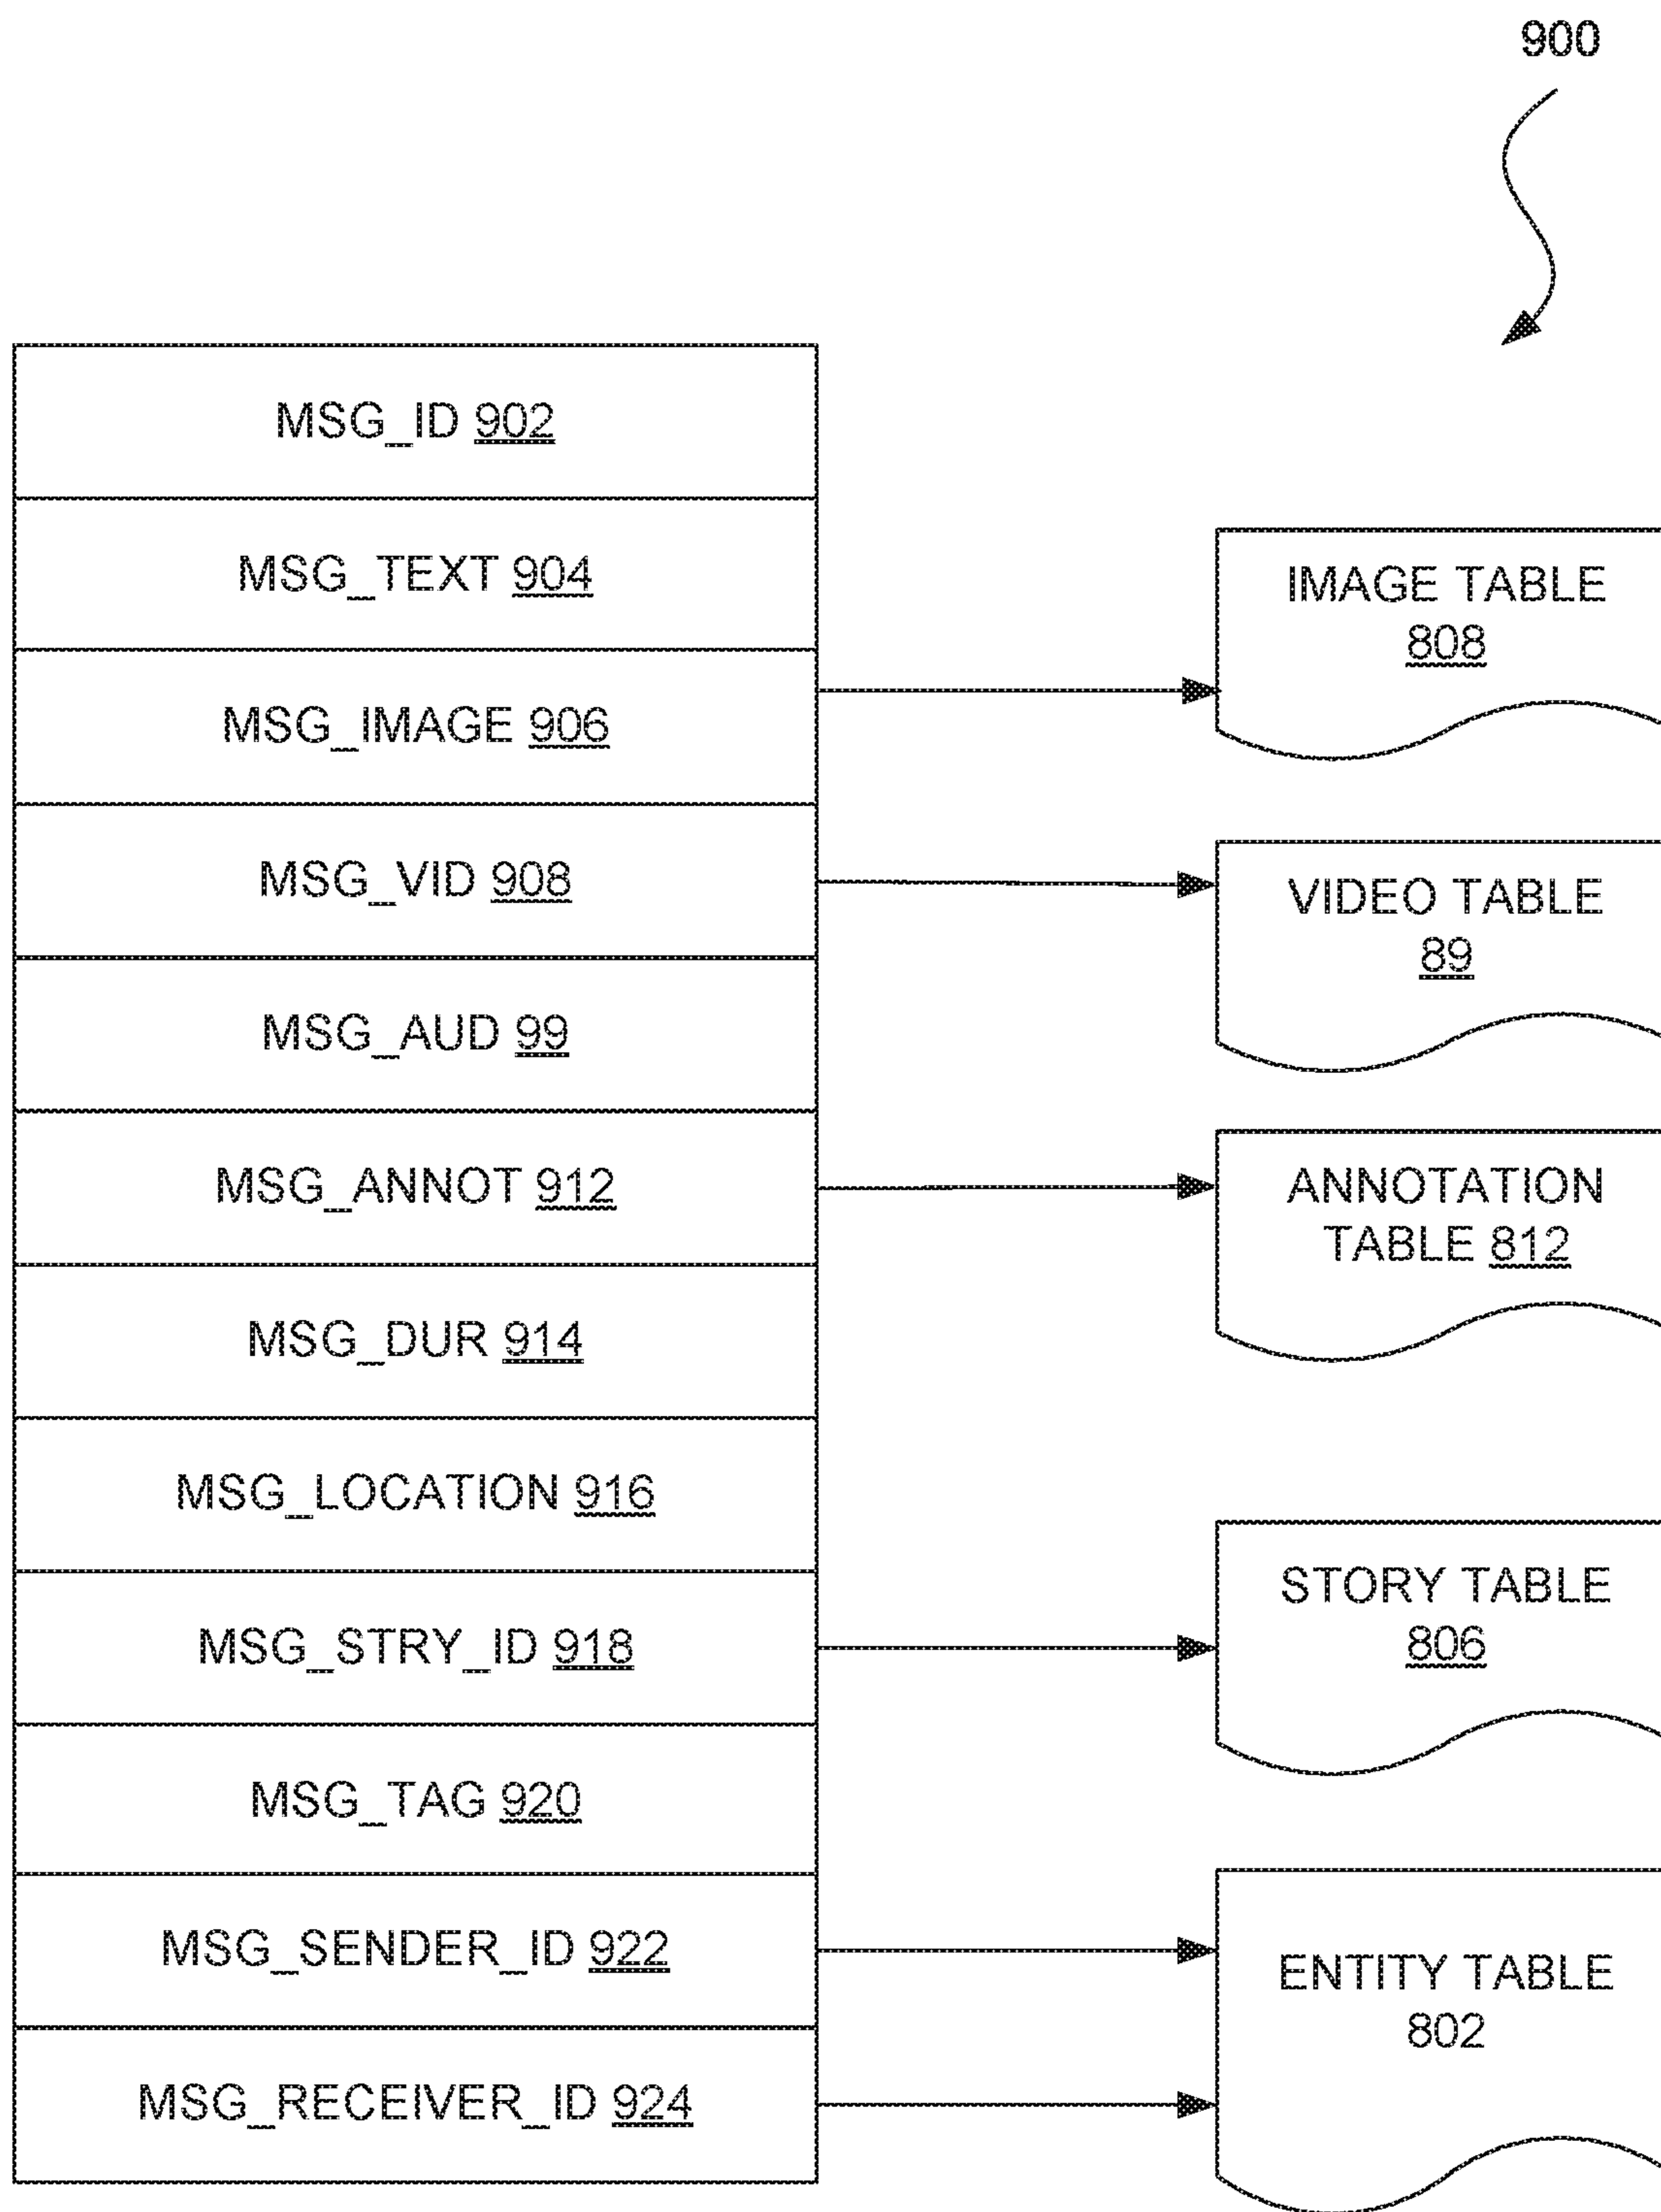 900
MSG_ID 902
MSG_TEXT 904
MSG_IMAGE 906
MSG_VID 908
MSG_AUD 99
MSG_ANNOT 912
MSG_DUR 914
MSG_LOCATION 916
MSG_STRY_ID 918
MSG_TAG 920
MSG_SENDER_ID 922
MSG_RECEIVER_ID 924
IMAGE TABLE
808
VIDEO TABLE
89
ANNOTATION
TABLE 812
STORY TABLE
806
ENTITY TABLE
802